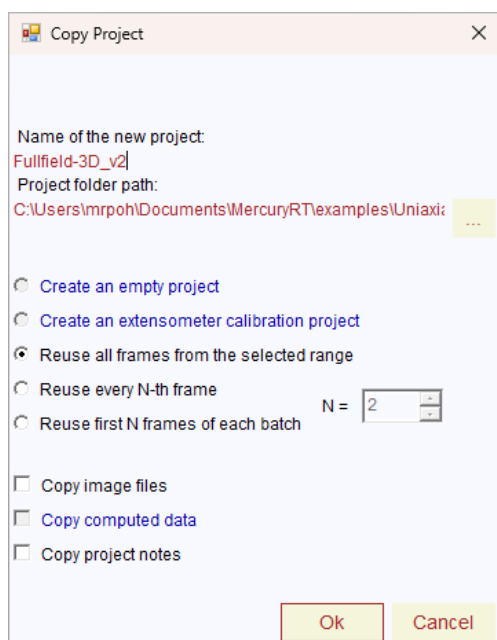 Copy Project
Name of the new project:
Fullfield-3D_v2
Project folder path:
C:\Users\mrpoh\Documents\MercuryRT\examples\Uniaxia
...
Create an empty project
Create an extensometer calibration project
Reuse all frames from the selected range
Reuse every N-th frame
N = 2
Reuse first N frames of each batch
Copy image files
Copy computed data
Copy project notes
Ok Cancel